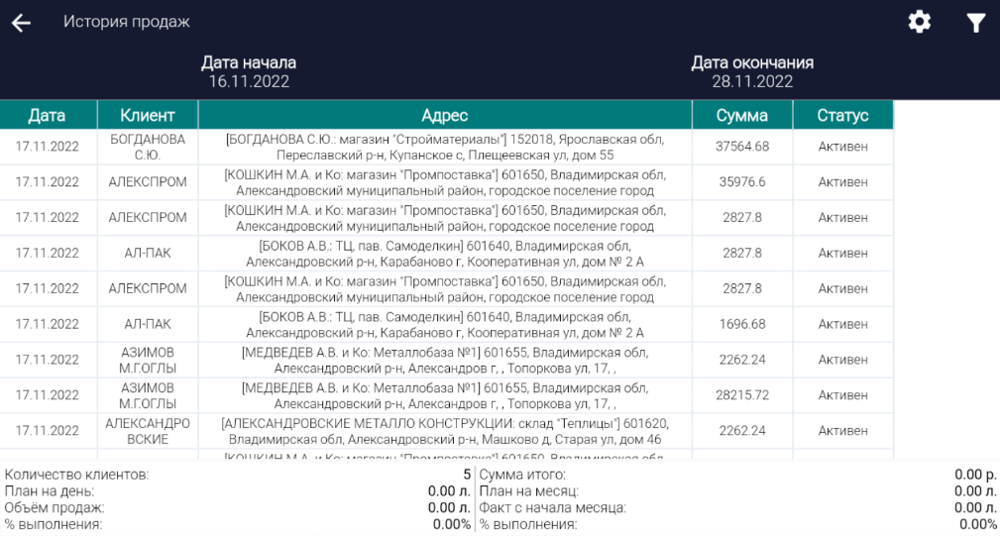 История продаж
Дата начала
16.11.2022
Дата окончания
28.11.2022
Дата Клиент Адрес Сумма Статус
17.11.2022 БОГДАНОВА С.Ю. [БОГДАНОВА С.Ю.: магазин "Стройматериалы"] 152018, Ярославская обл,
Переславский р-н, Купанское с, Плещеевская ул, дом 55 37564.68 Активен
17.11.2022 АЛЕКСПРОМ [КОШКИН М.А. и Ко: магазин "Промпоставка"] 601650, Владимирская обл,
Александровский муниципальный район, городское поселение город 35976.6 Активен
17.11.2022 АЛЕКСПРОМ [КОШКИН М.А. и Ко: магазин "Промпоставка"] 601650, Владимирская обл,
Александровский муниципальный район, городское поселение город 2827.8 Активен
17.11.2022 АЛ-ПАК [БОКОВ А.В.: ТЦ, пав. Самоделкин] 601640, Владимирская обл,
Александровский р-н, Карабаново г, Кооперативная ул, дом № 2 А 2827.8 Активен
17.11.2022 АЛЕКСПРОМ [КОШКИН М.А. и Ко: магазин "Промпоставка"] 601650, Владимирская обл,
Александровский муниципальный район, городское поселение город 2827.8 Активен
17.11.2022 АЛ-ПАК [БОКОВ А.В.: ТЦ, пав. Самоделкин] 601640, Владимирская обл,
Александровский р-н, Карабаново г, Кооперативная ул, дом № 2 А 1696.68 Активен
17.11.2022 АЗИМОВ М.Г.ОГЛЫ [МЕДВЕДЕВ А.В. и Ко: Металлобаза №1] 601655, Владимирская обл,
Александровский р-н, Александров г, , Топоркова ул, 17, , 2262.24 Активен
17.11.2022 АЗИМОВ М.Г.ОГЛЫ [МЕДВЕДЕВ А.В. и Ко: Металлобаза №1] 601655, Владимирская обл,
Александровский р-н, Александров г, , Топоркова ул, 17, , 28215.72 Активен
17.11.2022 АЛЕКСАНДРО ВСКИЕ [АЛЕКСАНДРОВСКИЕ МЕТАЛЛО КОНСТРУКЦИИ: склад "Теплицы"] 601620,
Владимирская обл, Александровский р-н, Машково д, Старая ул, дом 46 2262.24 Активен
[КОШКИН М.А. и Ко: магазин "Промпоставка"] 601650, Владимирская обл,
Количество клиентов: 5 Сумма итого: 0.00 р.
План на день: 0.00 л. План на месяц: 0.00 л.
Объём продаж: 0.00 л. Факт с начала месяца: 0.00 л.
% выполнения: 0.00% % выполнения: 0.00%